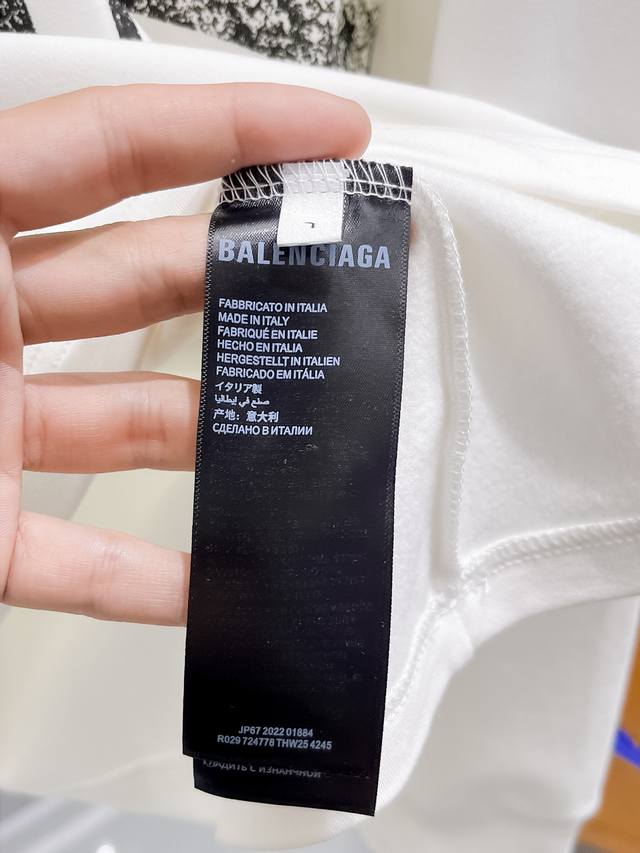 L
BALENCIAGA
FABBRICATO IN ITALIA
MADE IN ITALY
FABRIQUÉ EN ITALIE
HECHO EN ITALIA
HERGESTELLT IN ITALIEN
FABRICADO EM ITÁLIA
イタリア製
صنع في إيطاليا
产地：意大利
СДЕЛАНО В ИТАЛИИ
JP67 2022 01884
R029 724778 THW25 4245
ГЛАДИТЬ С ИЗНАНЧНОЙ